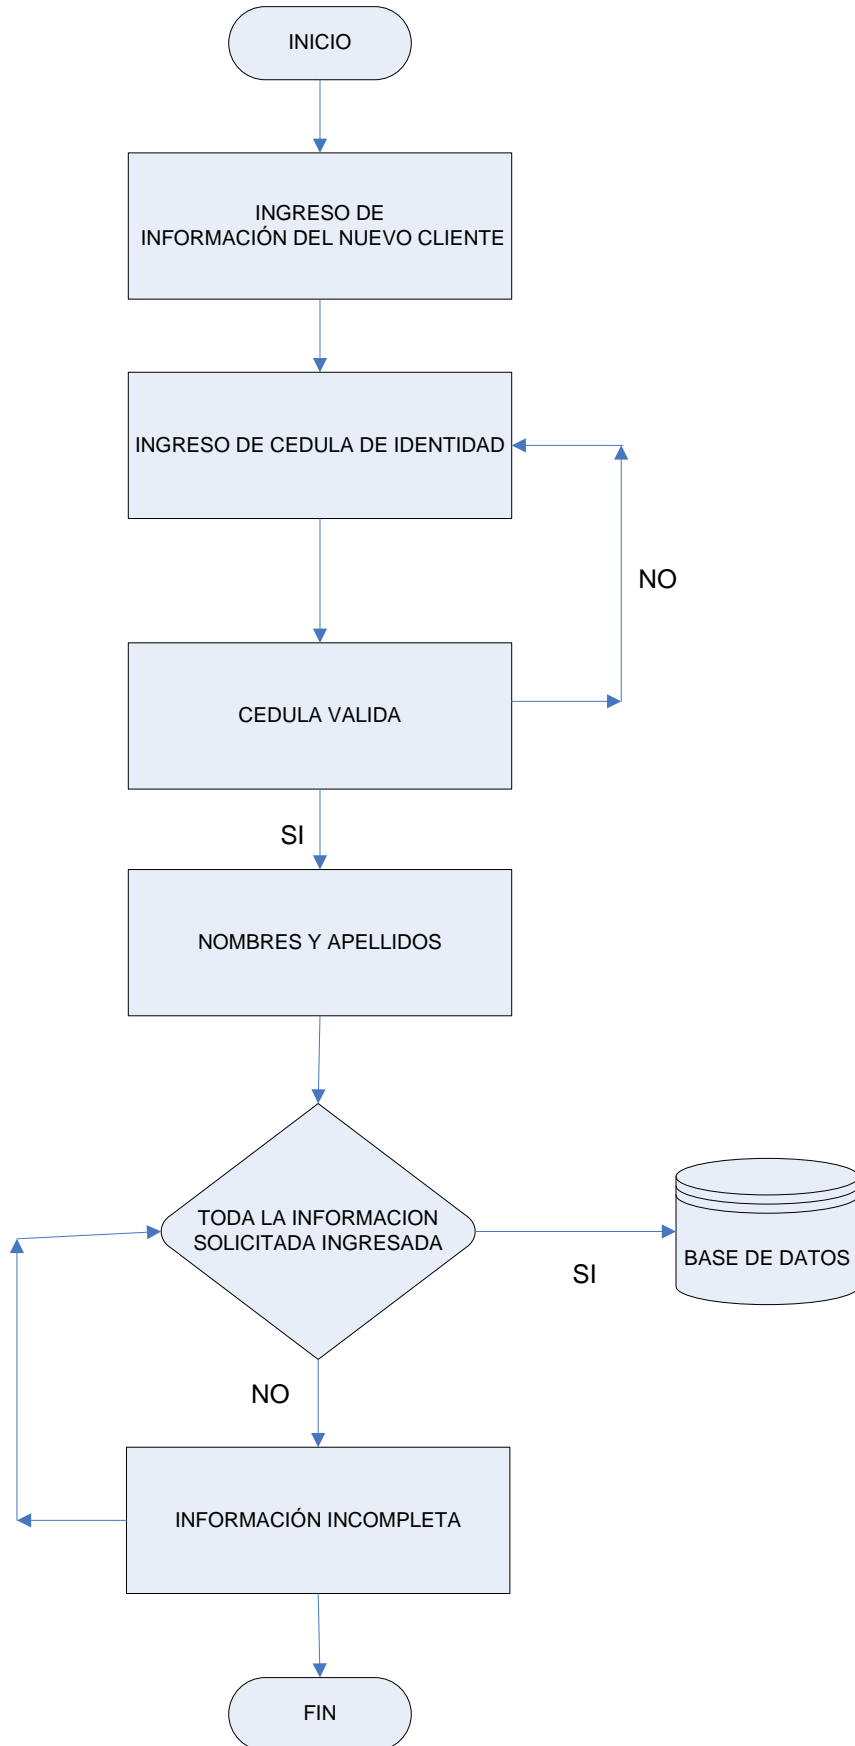 INICIO
INGRESO DE
INFORMACIÓN DEL NUEVO CLIENTE
INGRESO DE CEDULA DE IDENTIDAD
NO
CEDULA VALIDA
SI
NOMBRES Y APELLIDOS
TODA LA INFORMACION
SOLICITADA INGRESADA
SI
BASE DE DATOS
NO
INFORMACIÓN INCOMPLETA
FIN